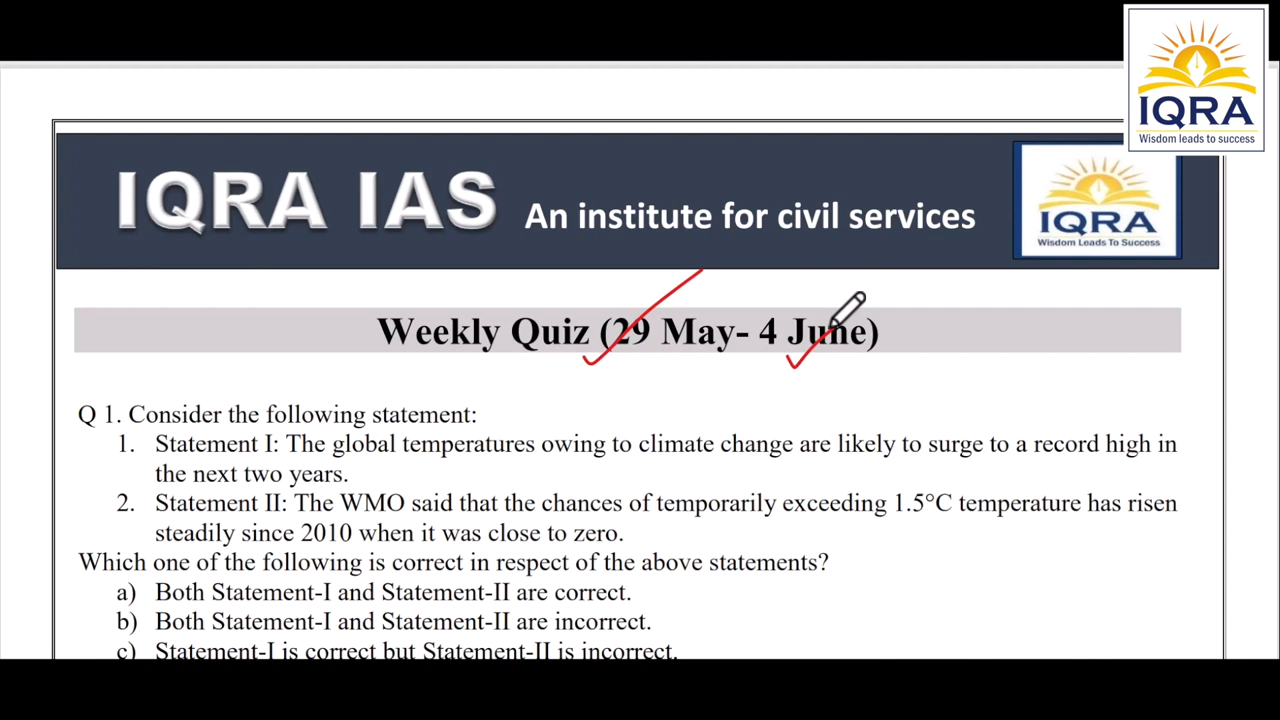 IQRA
Wisdom leads to success
IQRA IAS An institute for civil services
IQRA
Wisdom Leads To Success
Weekly Quiz (29 May- 4 June)
Q 1. Consider the following statement:
1. Statement I: The global temperatures owing to climate change are likely to surge to a record high in
the next two years.
2. Statement II: The WMO said that the chances of temporarily exceeding 1.5°C temperature has risen
steadily since 2010 when it was close to zero.
Which one of the following is correct in respect of the above statements?
a) Both Statement-I and Statement-II are correct.
b) Both Statement-I and Statement-II are incorrect.
c) Statement-I is correct but Statement-II is incorrect.